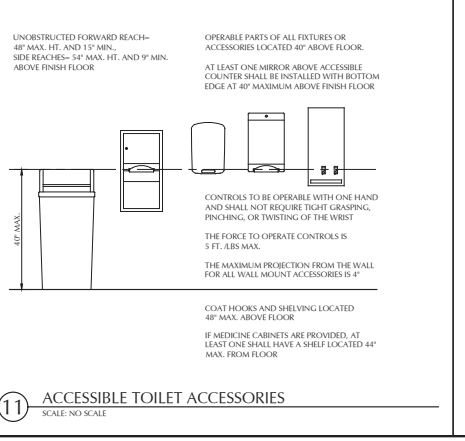 UNOBSTRUCTED FORWARD REACH=
48" MAX. HT. AND 15" MIN.,
SIDE REACHES= 54" MAX. HT. AND 9" MIN.
ABOVE FINISH FLOOR
OPERABLE PARTS OF ALL FIXTURES OR
ACCESSORIES LOCATED 40" ABOVE FLOOR.
AT LEAST ONE MIRROR ABOVE ACCESSIBLE
COUNTER SHALL BE INSTALLED WITH BOTTOM
EDGE AT 40" MAXIMUM ABOVE FINISH FLOOR
40" MAX.
CONTROLS TO BE OPERABLE WITH ONE HAND
AND SHALL NOT REQUIRE TIGHT GRASPING,
PINCHING, OR TWISTING OF THE WRIST
THE FORCE TO OPERATE CONTROLS IS
5 FT. /LBS MAX.
THE MAXIMUM PROJECTION FROM THE WALL
FOR ALL WALL MOUNT ACCESSORIES IS 4"
COAT HOOKS AND SHELVING LOCATED
48" MAX. ABOVE FLOOR
IF MEDICINE CABINETS ARE PROVIDED, AT
LEAST ONE SHALL HAVE A SHELF LOCATED 44"
MAX. FROM FLOOR
11 ACCESSIBLE TOILET ACCESSORIES
SCALE: NO SCALE